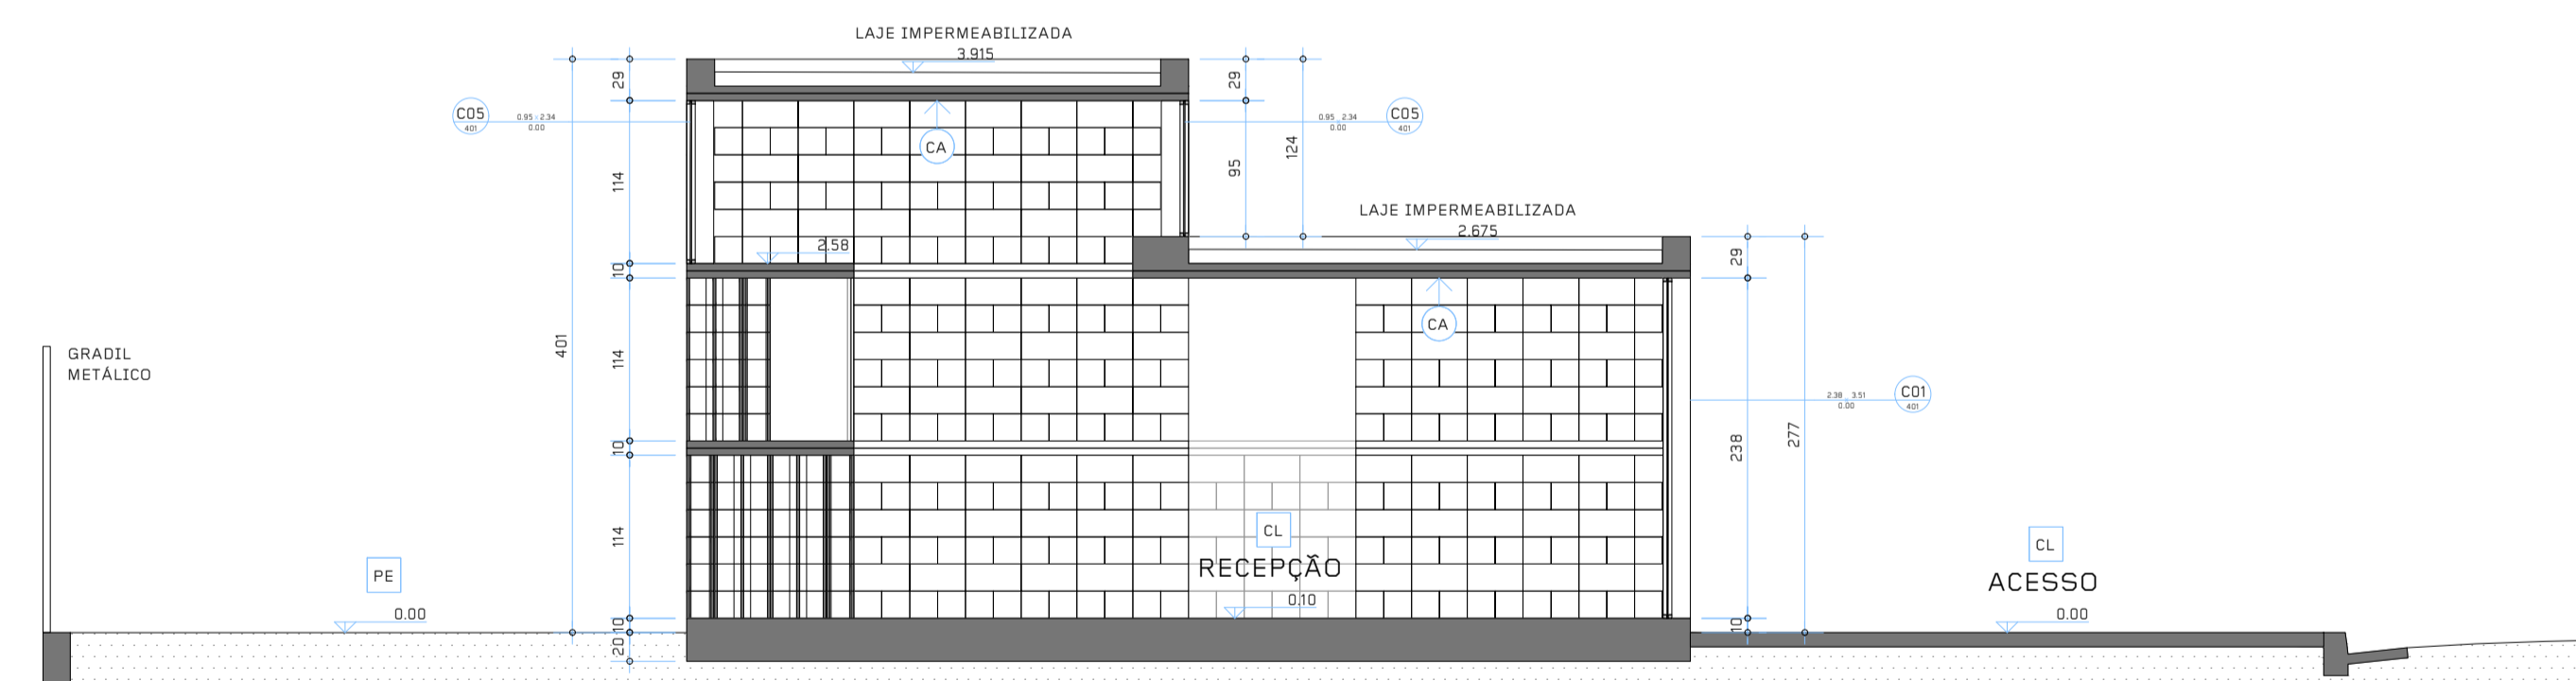 LAJE IMPERMEABILIZADA
3.915
29
29
C05
401
0.95 2.34
0.00
0.95 2.34
0.00
C05
401
CA
124
95
114
LAJE IMPERMEABILIZADA
2.675
2.58
10
29
CA
GRADIL
METÁLICO
401
114
2.38 3.51
0.00
C01
401
10
238
277
114
CL
RECEPÇÃO
0.10
CL
ACESSO
0.00
PE
0.00
10
20
10